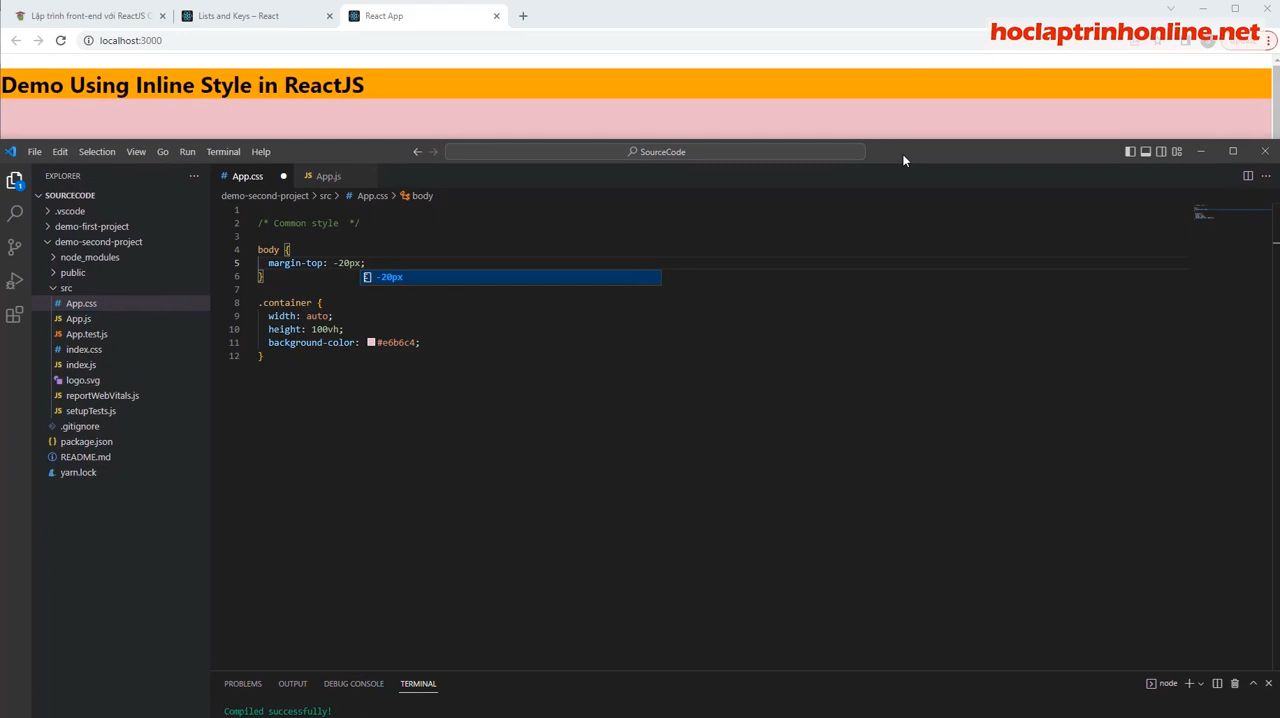 Lập trình front-end với ReactJS
Lists and Keys – React
React App
hoclaptrinhonline.net
localhost:3000
Demo Using Inline Style in ReactJS
File Edit Selection View Go Run Terminal Help
SourceCode
EXPLORER
App.css
App.js
SOURCECODE
demo-second-project > src > # App.css > body
.vscode
demo-first-project
demo-second-project
node_modules
public
src
App.css
App.js
App.test.js
index.css
index.js
logo.svg
reportWebVitals.js
setupTests.js
.gitignore
package.json
README.md
yarn.lock
1
2 /* Common style */
3
4 body {
5 margin-top: -20px;
6 }
-20px
7
8 .container {
9 width: auto;
10 height: 100vh;
11 background-color: #e6b6c4;
12 }
PROBLEMS OUTPUT DEBUG CONSOLE TERMINAL
node
Compiled successfully!